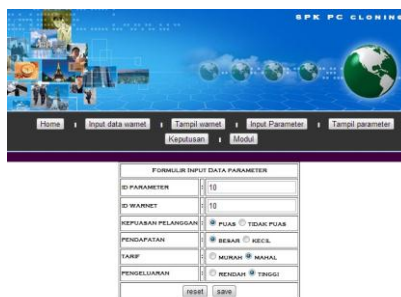 SPK PC CLONING
Home Input data warnet Tampil warnet Input Parameter Tampil parameter
Keputusan Modul
FORMULIR INPUT DATA PARAMETER
ID PARAMETER : 10
ID WARNET : 10
KEPUASAN PELANGGAN : PUAS TIDAK PUAS
PENDAPATAN : BESAR KECIL
TARIF : MURAH MAHAL
PENGELUARAN : RENDAH TINGGI
reset save